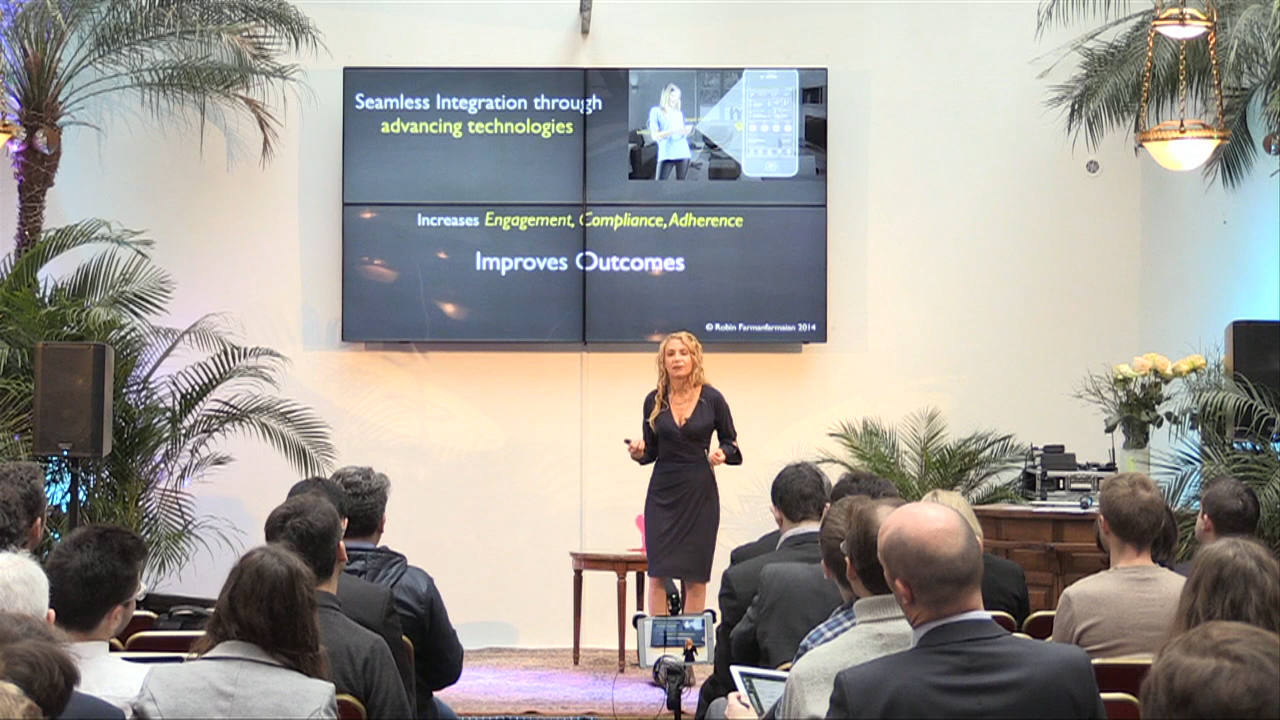 Seamless Integration through
advancing technologies
Increases Engagement, Compliance, Adherence
Improves Outcomes
© Robin Farmanfarmaian 2014